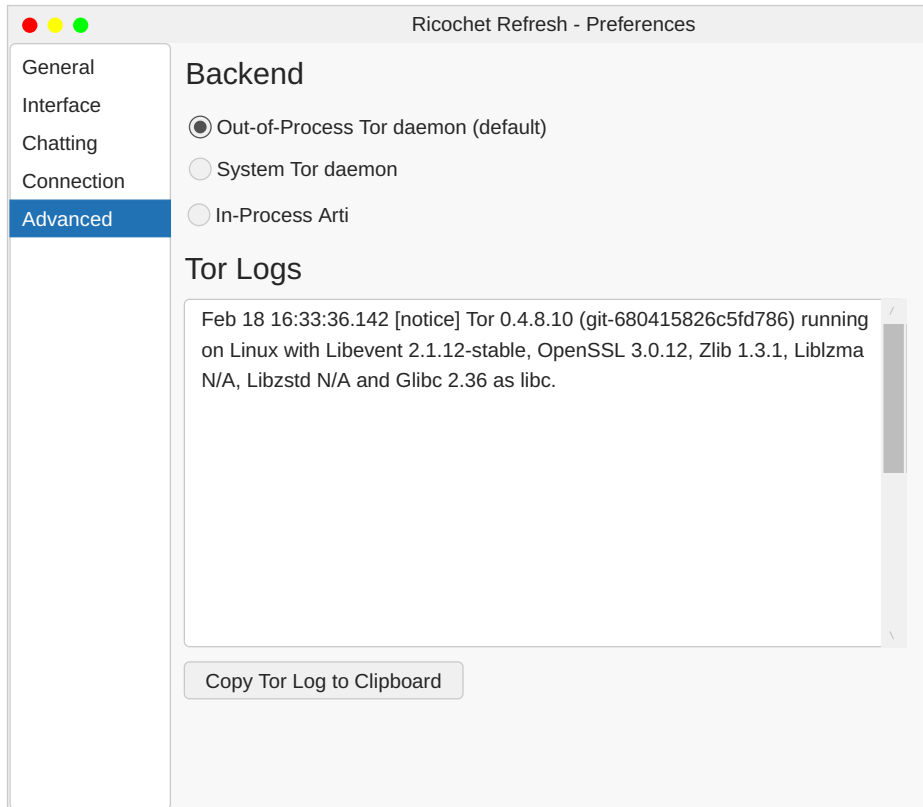 Ricochet Refresh - Preferences
General
Interface
Chatting
Connection
Advanced
Backend
Out-of-Process Tor daemon (default)
System Tor daemon
In-Process Arti
Tor Logs
Feb 18 16:33:36.142 [notice] Tor 0.4.8.10 (git-680415826c5fd786) running
on Linux with Libevent 2.1.12-stable, OpenSSL 3.0.12, Zlib 1.3.1, Liblzma
N/A, Libzstd N/A and Glibc 2.36 as libc.
Copy Tor Log to Clipboard